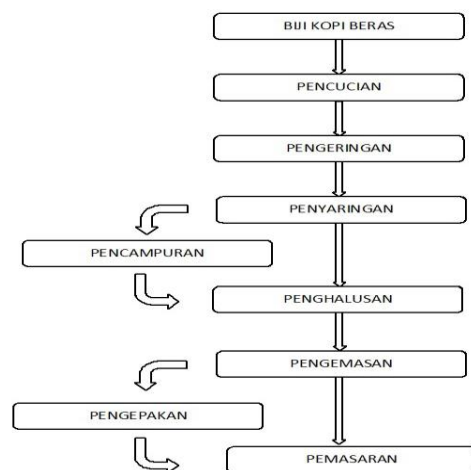 BIJI KOPI BERAS
PENCUCIAN
PENGERINGAN
PENYARINGAN
PENCAMPURAN
PENGHALUSAN
PENGEMASAN
PENGEPAKAN
PEMASARAN